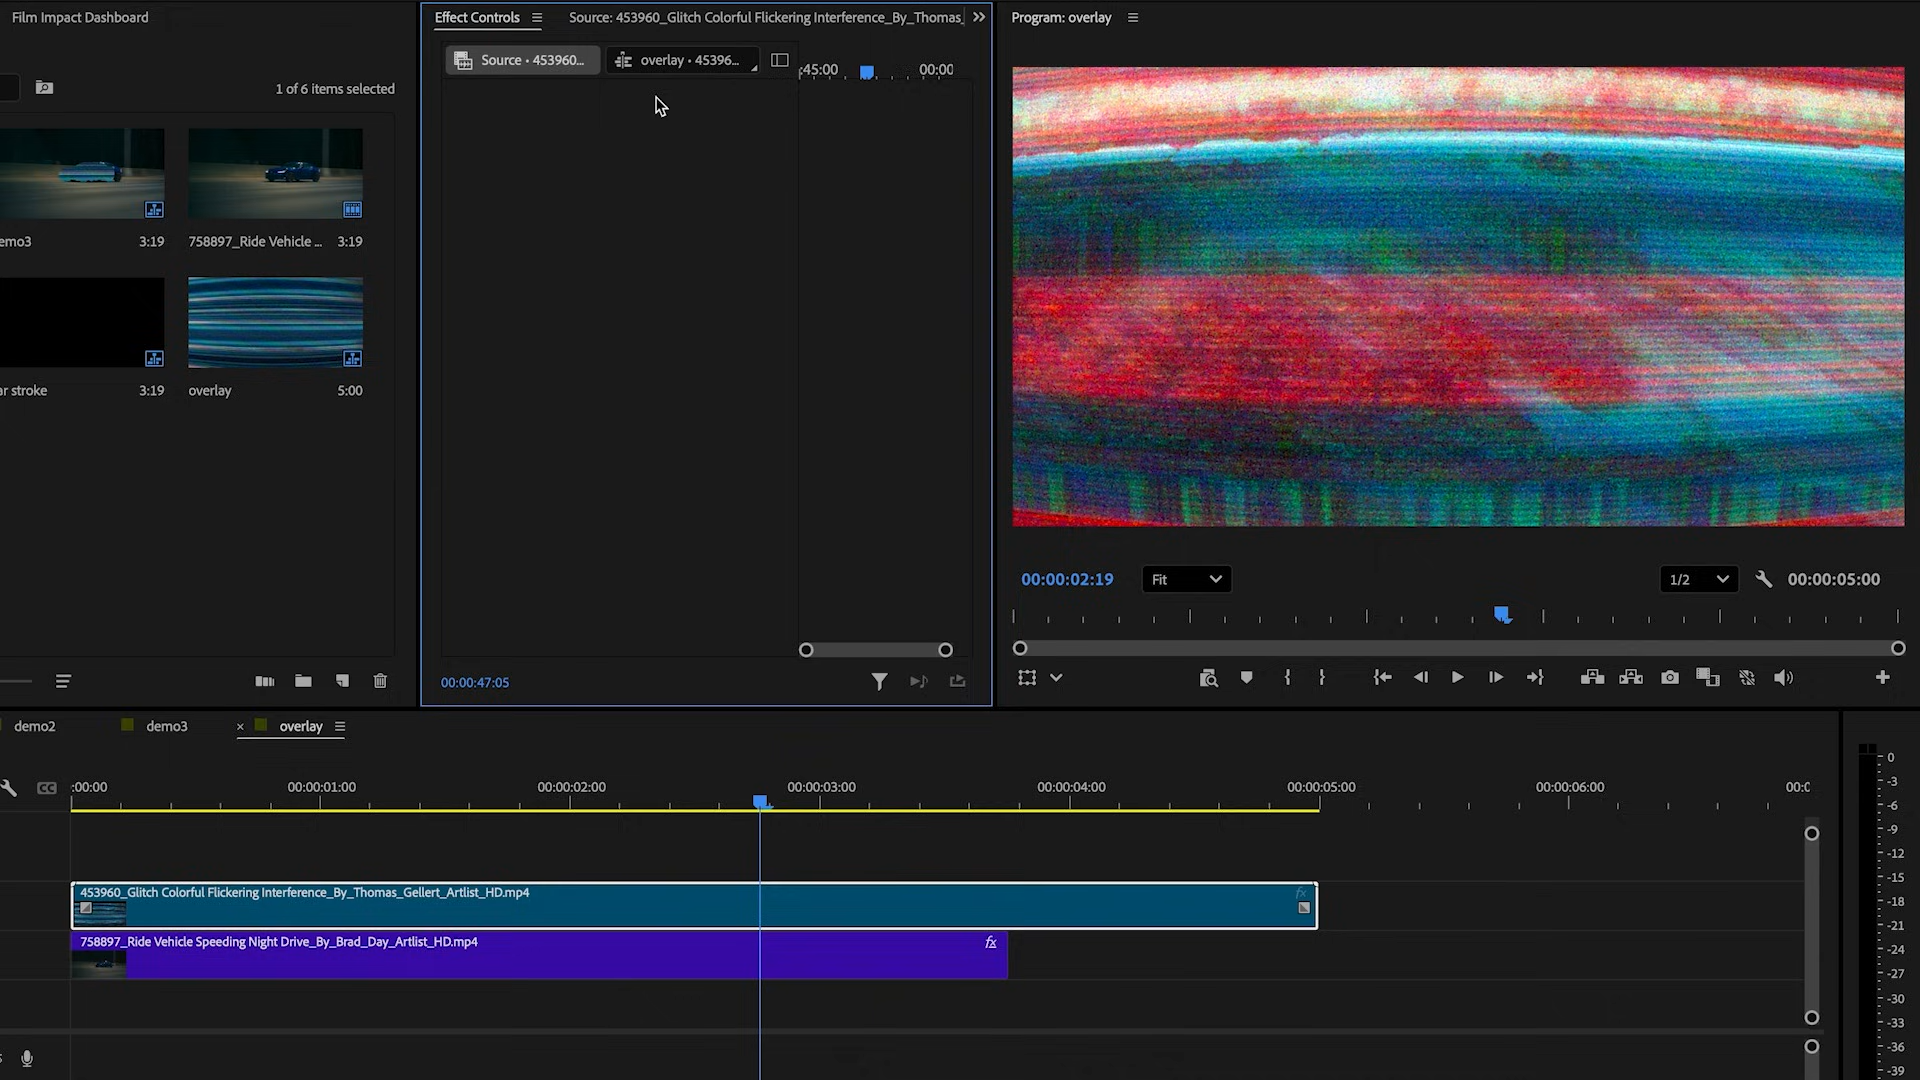 Film Impact Dashboard
Effect Controls
Source: 453960_Glitch Colorful Flickering Interference_By_Thomas_
Program: overlay
Source • 453960...
overlay • 45396...
:45:00
00:00
1 of 6 items selected
emo3
3:19
758897_Ride Vehicle ...
3:19
ar stroke
3:19
overlay
5:00
00:00:47:05
00:00:02:19
Fit
1/2
00:00:05:00
demo2
demo3
× overlay
CC
:00:00
00:00:01:00
00:00:02:00
00:00:03:00
00:00:04:00
00:00:05:00
00:00:06:00
00:0
453960_Glitch Colorful Flickering Interference_By_Thomas_Gellert_Artlist_HD.mp4
fx
758897_Ride Vehicle Speeding Night Drive_By_Brad_Day_Artlist_HD.mp4
fx
0
-3
-6
-9
-12
-15
-18
-21
-24
-27
-30
-33
-36
-39